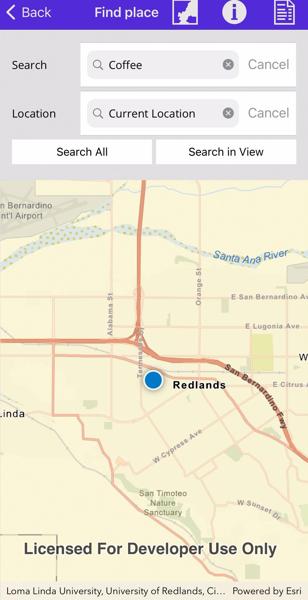 Back
Find place
Search
Coffee
Cancel
Location
Current Location
Cancel
Search All
Search in View
n Bernardino
nt'l Airport
Santa Ana River
Alabama St
Orange St
E San Bernardino Av
E Lugonia Ave
Tennessee St
W
San Bernardino Fwy
Redlands
E Citrus A
Linda
W Cypress Ave
San Timoteo
Nature
Sanctuary
W Sunset Dr
Licensed For Developer Use Only
Loma Linda University, University of Redlands, Ci...
Powered by Esri